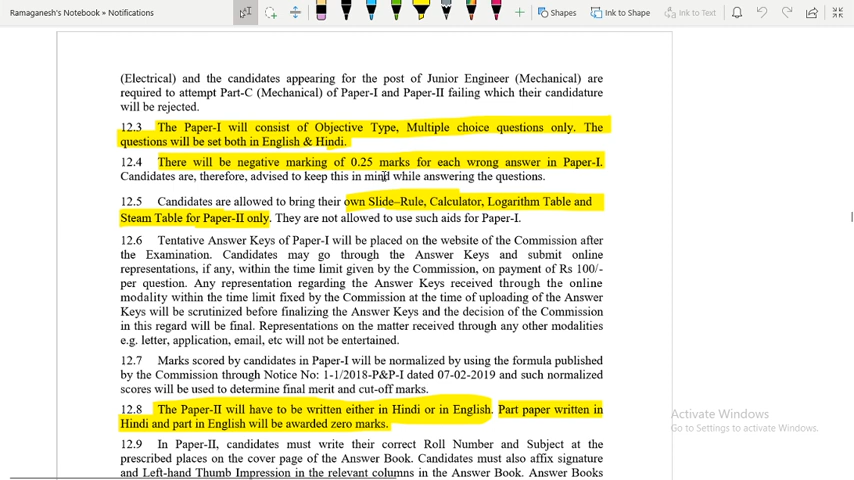 Ramaganesh's Notebook » Notifications
Shapes
Ink to Shape
Ink to Text
(Electrical) and the candidates appearing for the post of Junior Engineer (Mechanical) are
required to attempt Part-C (Mechanical) of Paper-I and Paper-II failing which their candidature
will be rejected.
12.3 The Paper-I will consist of Objective Type, Multiple choice questions only. The
questions will be set both in English & Hindi.
12.4 There will be negative marking of 0.25 marks for each wrong answer in Paper-I.
Candidates are, therefore, advised to keep this in mind while answering the questions.
12.5 Candidates are allowed to bring their own Slide–Rule, Calculator, Logarithm Table and
Steam Table for Paper-II only. They are not allowed to use such aids for Paper-I.
12.6 Tentative Answer Keys of Paper-I will be placed on the website of the Commission after
the Examination. Candidates may go through the Answer Keys and submit online
representations, if any, within the time limit given by the Commission, on payment of Rs 100/-
per question. Any representation regarding the Answer Keys received through the online
modality within the time limit fixed by the Commission at the time of uploading of the Answer
Keys will be scrutinized before finalizing the Answer Keys and the decision of the Commission
in this regard will be final. Representations on the matter received through any other modalities
e.g. letter, application, email, etc will not be entertained.
12.7 Marks scored by candidates in Paper-I will be normalized by using the formula published
by the Commission through Notice No: 1-1/2018-P&P-I dated 07-02-2019 and such normalized
scores will be used to determine final merit and cut-off marks.
12.8 The Paper-II will have to be written either in Hindi or in English. Part paper written in
Hindi and part in English will be awarded zero marks.
12.9 In Paper-II, candidates must write their correct Roll Number and Subject at the
prescribed places on the cover page of the Answer Book. Candidates must also affix signature
and Left-hand Thumb Impression in the relevant columns in the Answer Book. Answer Books
Activate Windows
Go to Settings to activate Windows.